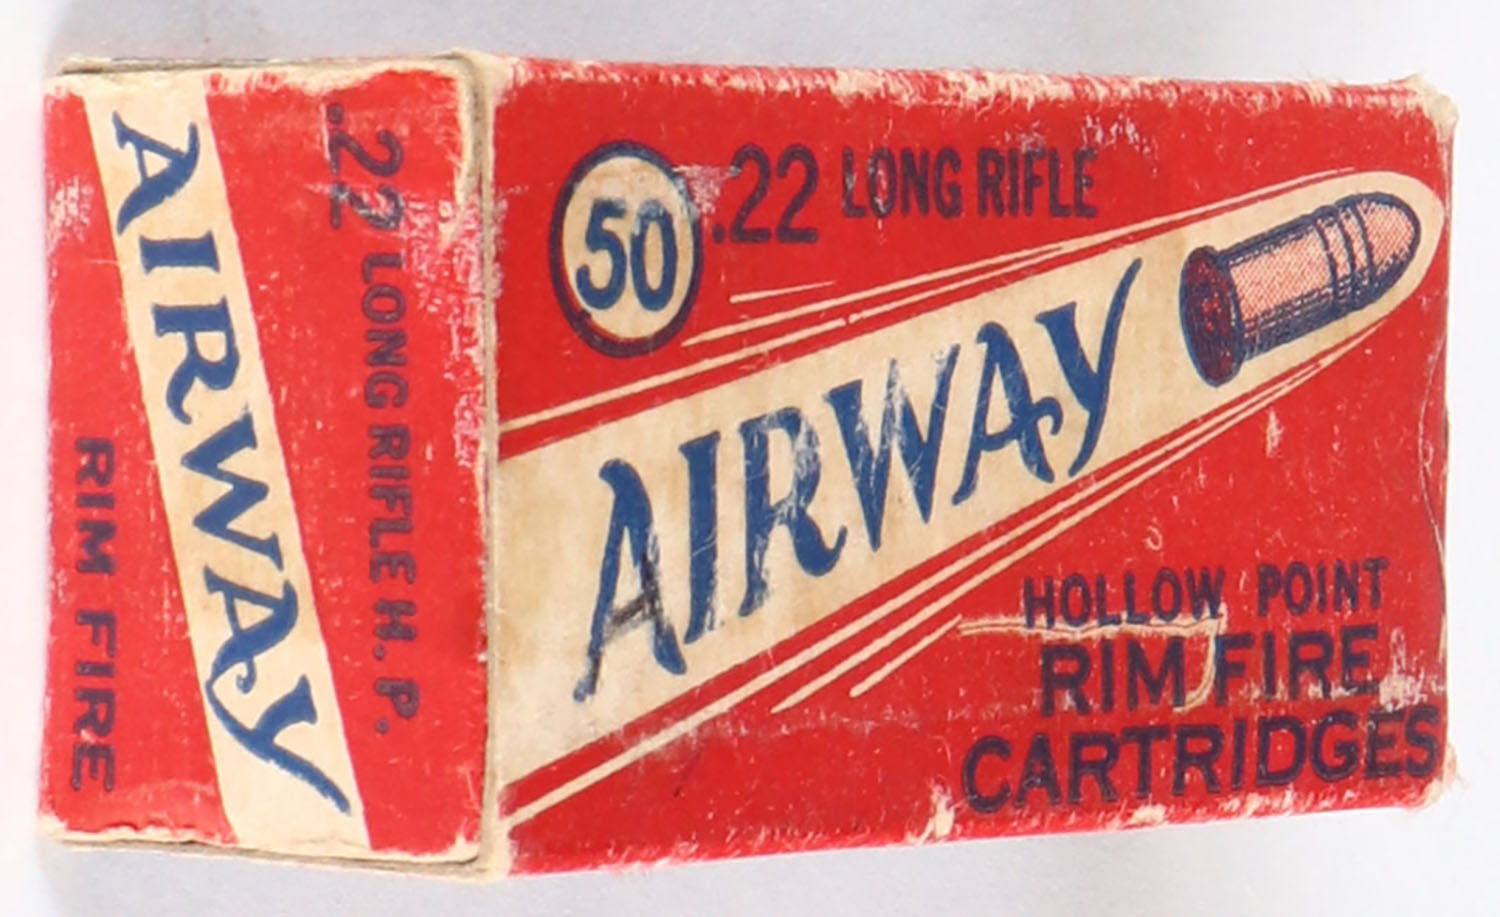 AIRWAY
.22 LONG RIFLE H. P.
RIM FIRE
50
.22 LONG RIFLE
AIRWAY
HOLLOW POINT
RIM FIRE
CARTRIDGES